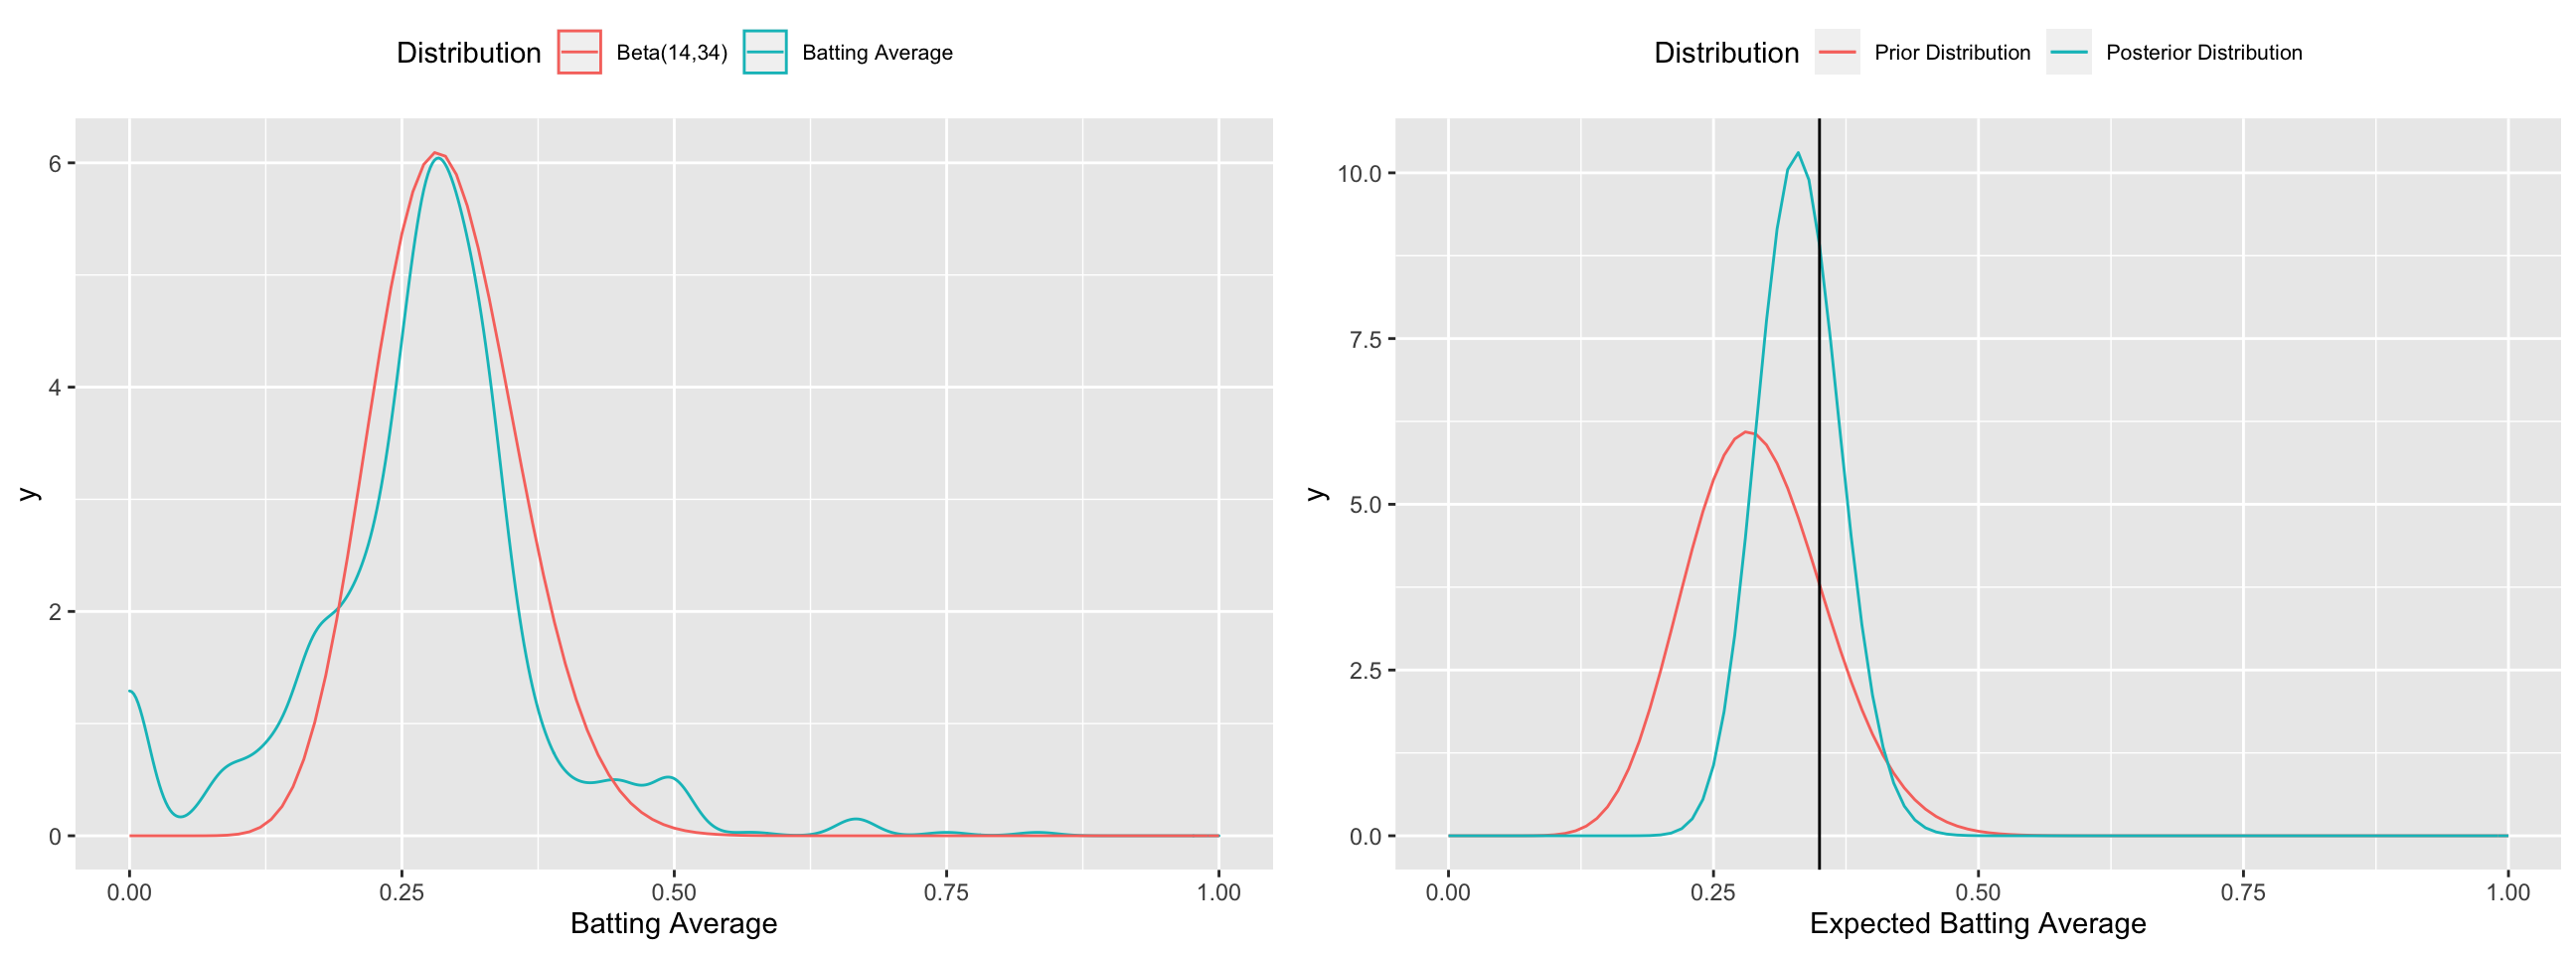 Distribution Beta(14,34) Batting Average
6
4
2
0
y
0.00 0.25 0.50 0.75 1.00
Batting Average
Distribution Prior Distribution Posterior Distribution
10.0
7.5
5.0
2.5
0.0
y
0.00 0.25 0.50 0.75 1.00
Expected Batting Average